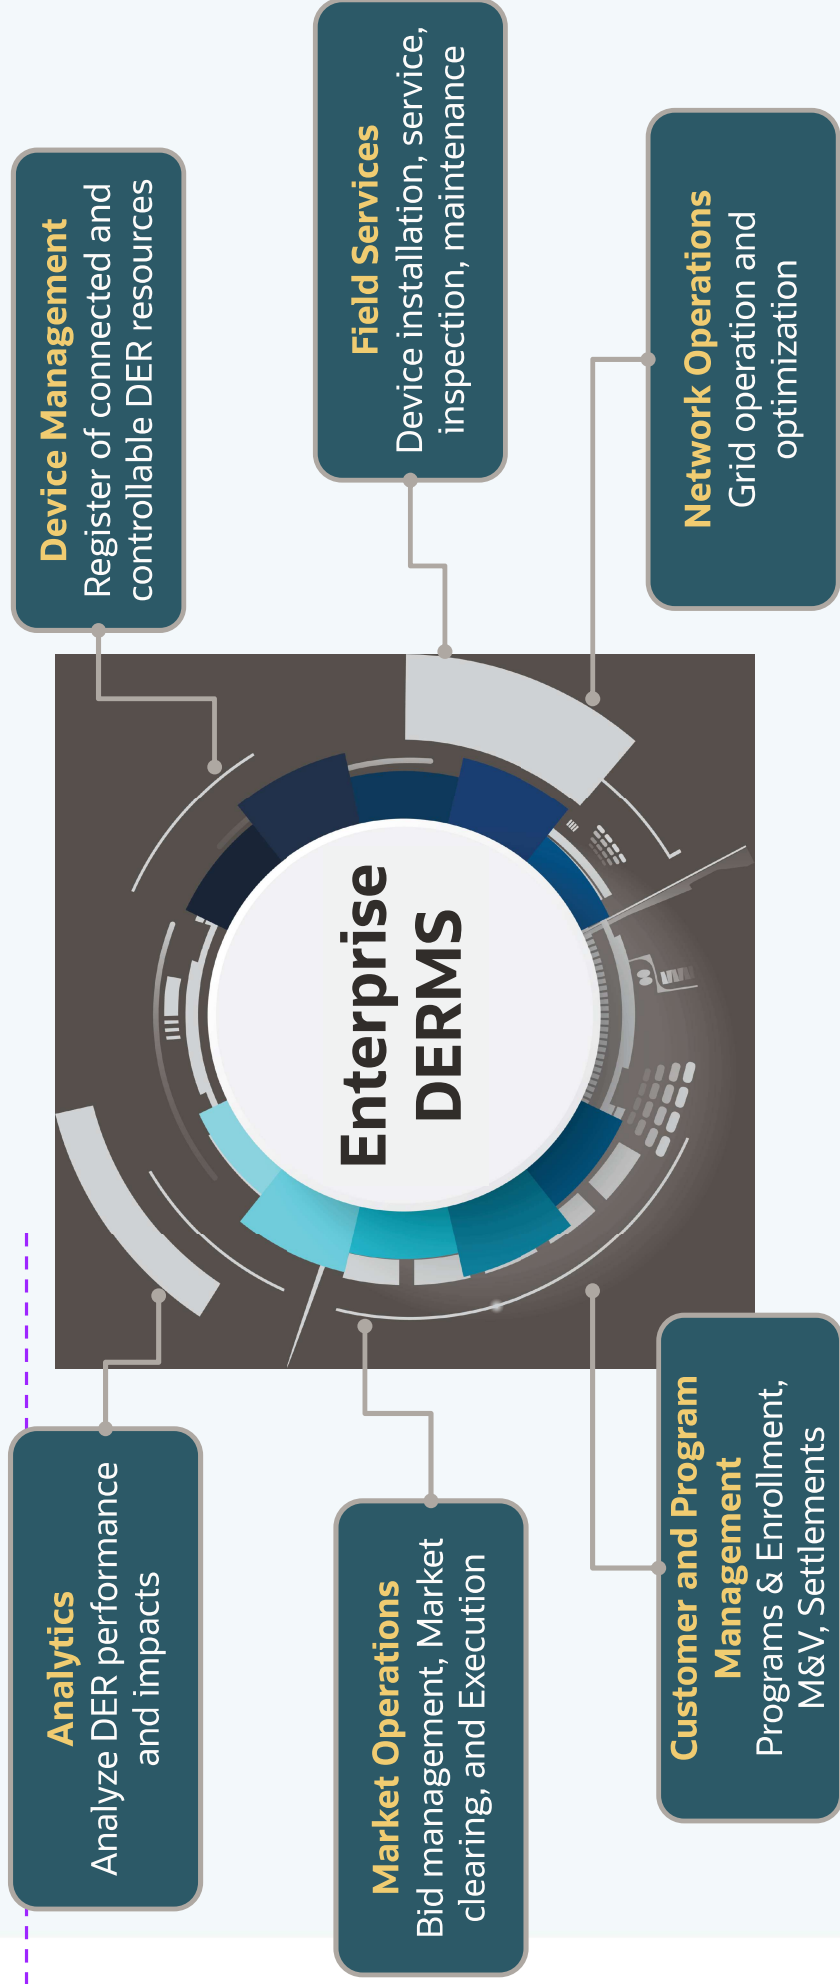 Analytics
Analyze DER performance
and impacts
Market Operations
Bid management, Market
clearing, and Execution
Customer and Program
Management
Programs & Enrollment,
M&V, Settlements
Enterprise
DERMS
Device Management
Register of connected and
controllable DER resources
Field Services
Device installation, service,
inspection, maintenance
Network Operations
Grid operation and
optimization